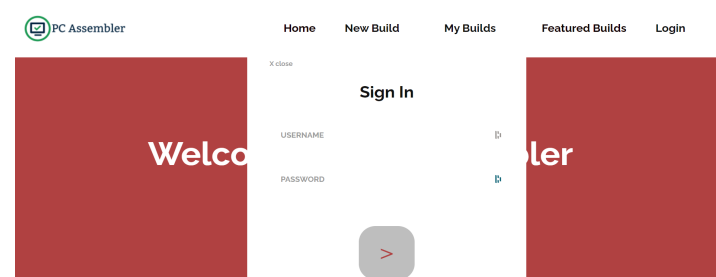 PC Assembler
Home New Build My Builds Featured Builds Login
X close
Sign In
USERNAME
Welco bler
PASSWORD
>